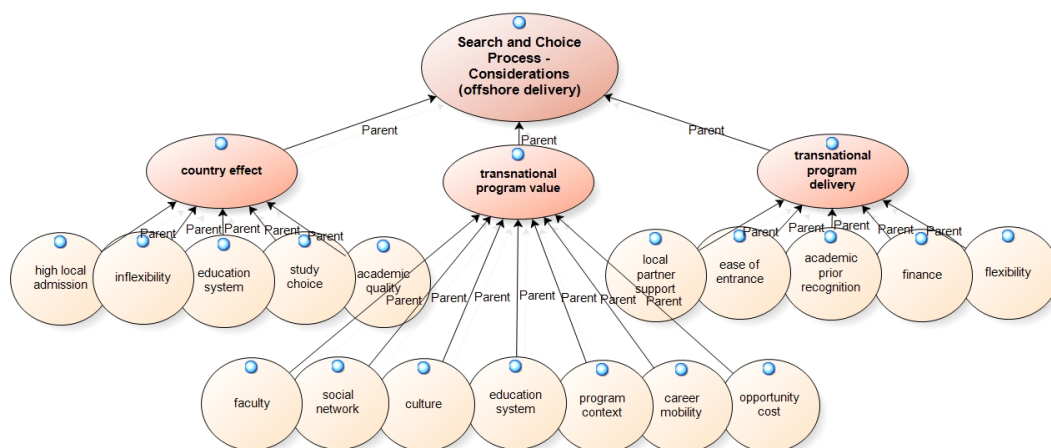 Search and Choice
Process -
Considerations
(offshore delivery)
Parent
Parent
Parent
country effect
transnational
program value
transnational
program
delivery
Parent
Parent
Parent
Parent
Parent
Parent
Parent
Parent
Parent
Parent
high local
admission
inflexibility
education
system
study
choice
academic
quality
local
partner
support
ease of
entrance
academic
prior
recognition
finance
flexibility
Parent
Parent
Parent
Parent
Parent
Parent
Parent
faculty
social
network
culture
education
system
program
context
career
mobility
opportunity
cost